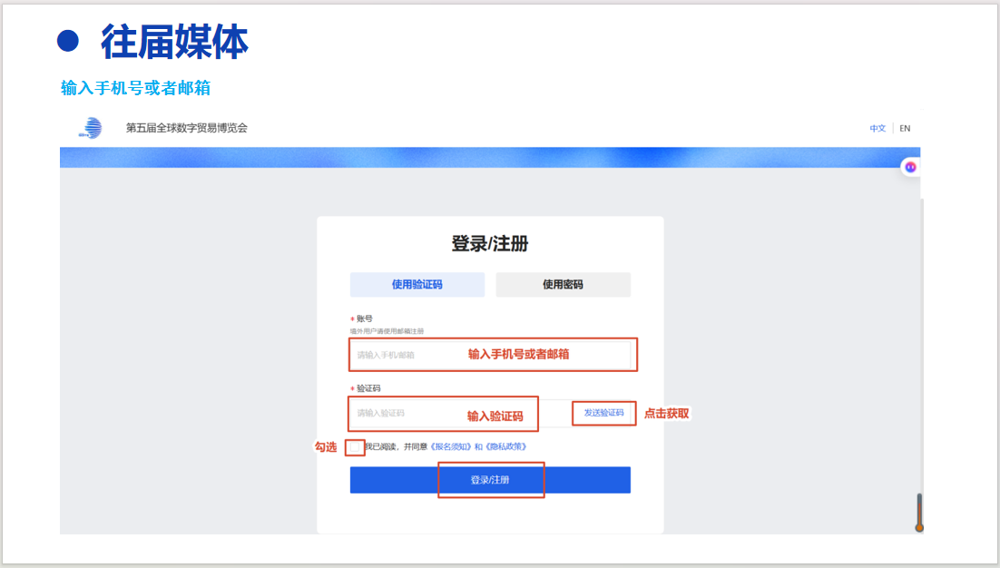 往届媒体
输入手机号或者邮箱
第五届全球数字贸易博览会
中文 | EN
登录/注册
使用验证码 使用密码
* 账号
境外用户请使用邮箱注册
请输入手机/邮箱 输入手机号或者邮箱
* 验证码
请输入验证码 输入验证码 发送验证码 点击获取
勾选 我已阅读，并同意《报名须知》和《隐私政策》
登录/注册